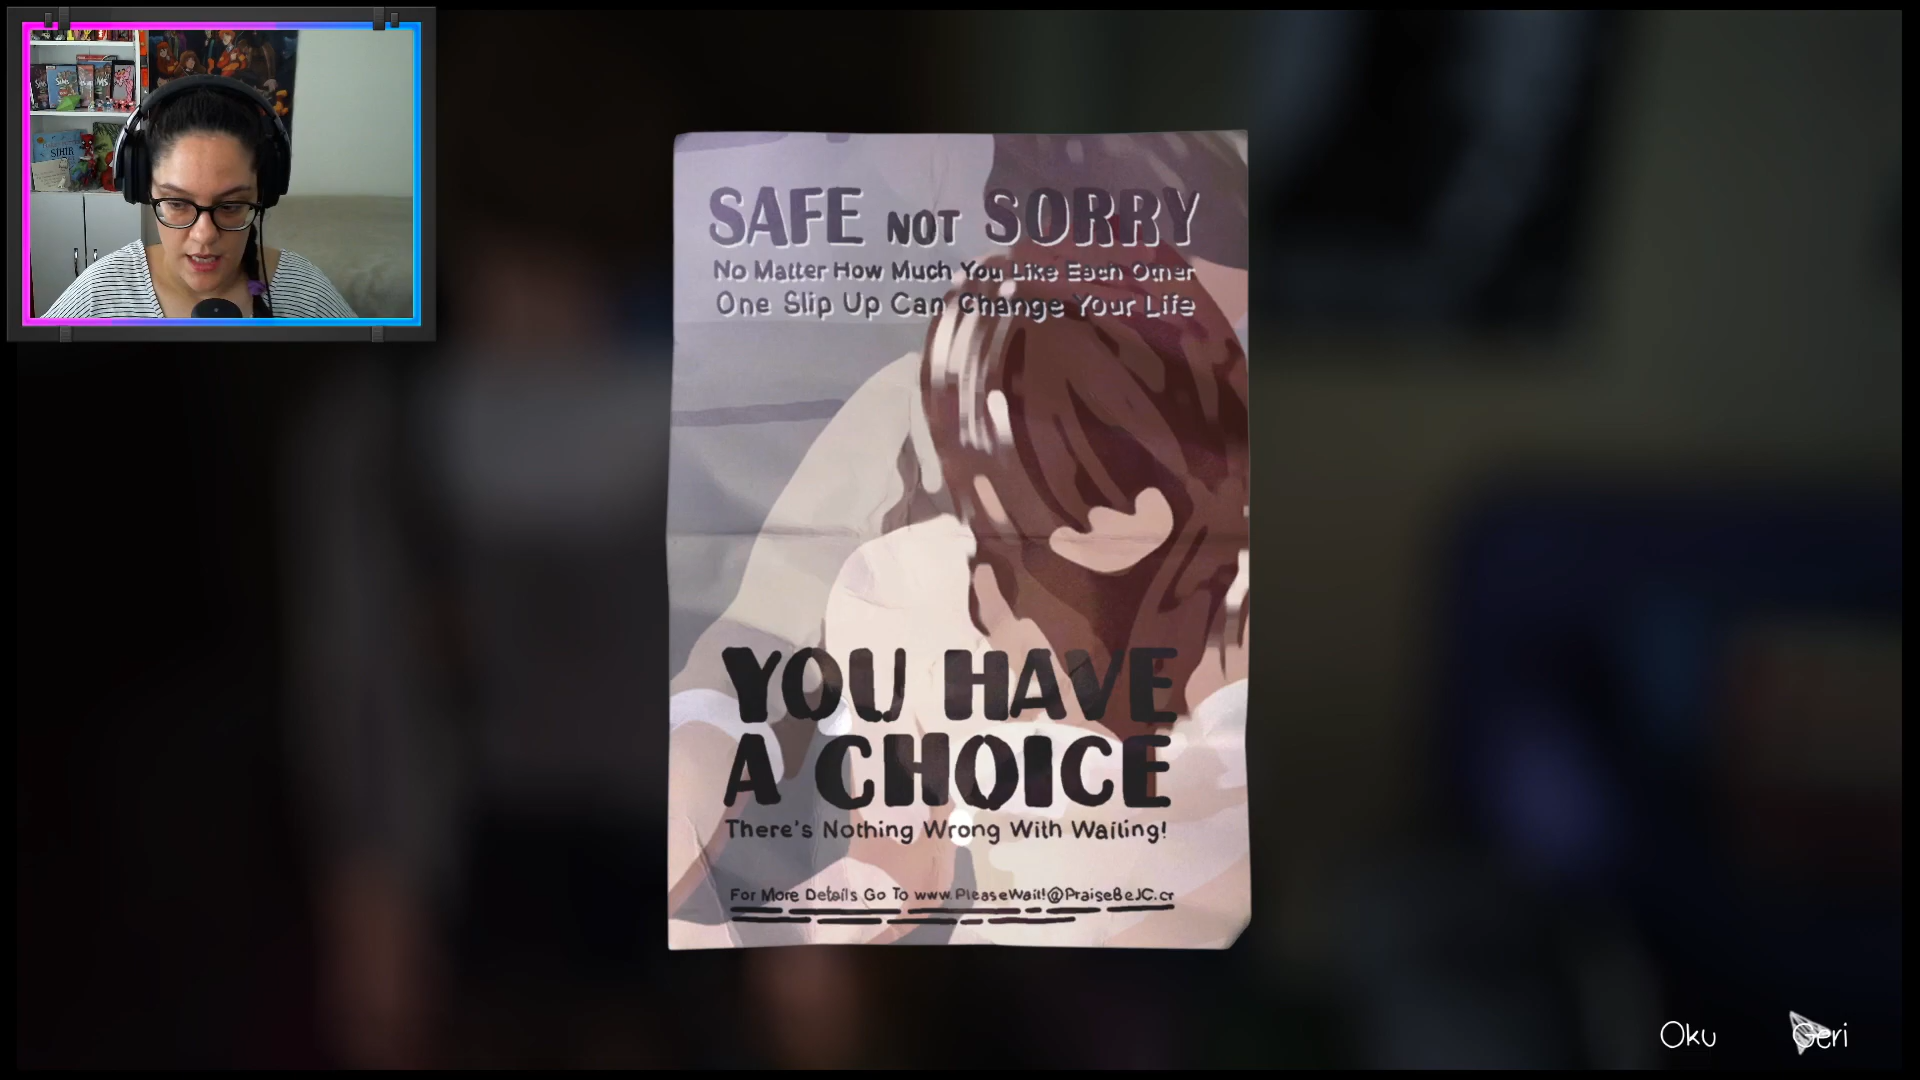 SAFE NOT SORRY
No Matter How Much You Like Each Other
One Slip Up Can Change Your Life
YOU HAVE
A CHOICE
There's Nothing Wrong With Waiting!
For More Details Go To www.PleaseWait!@PraiseBeJC.cr
Oku
Geri
SIHIR